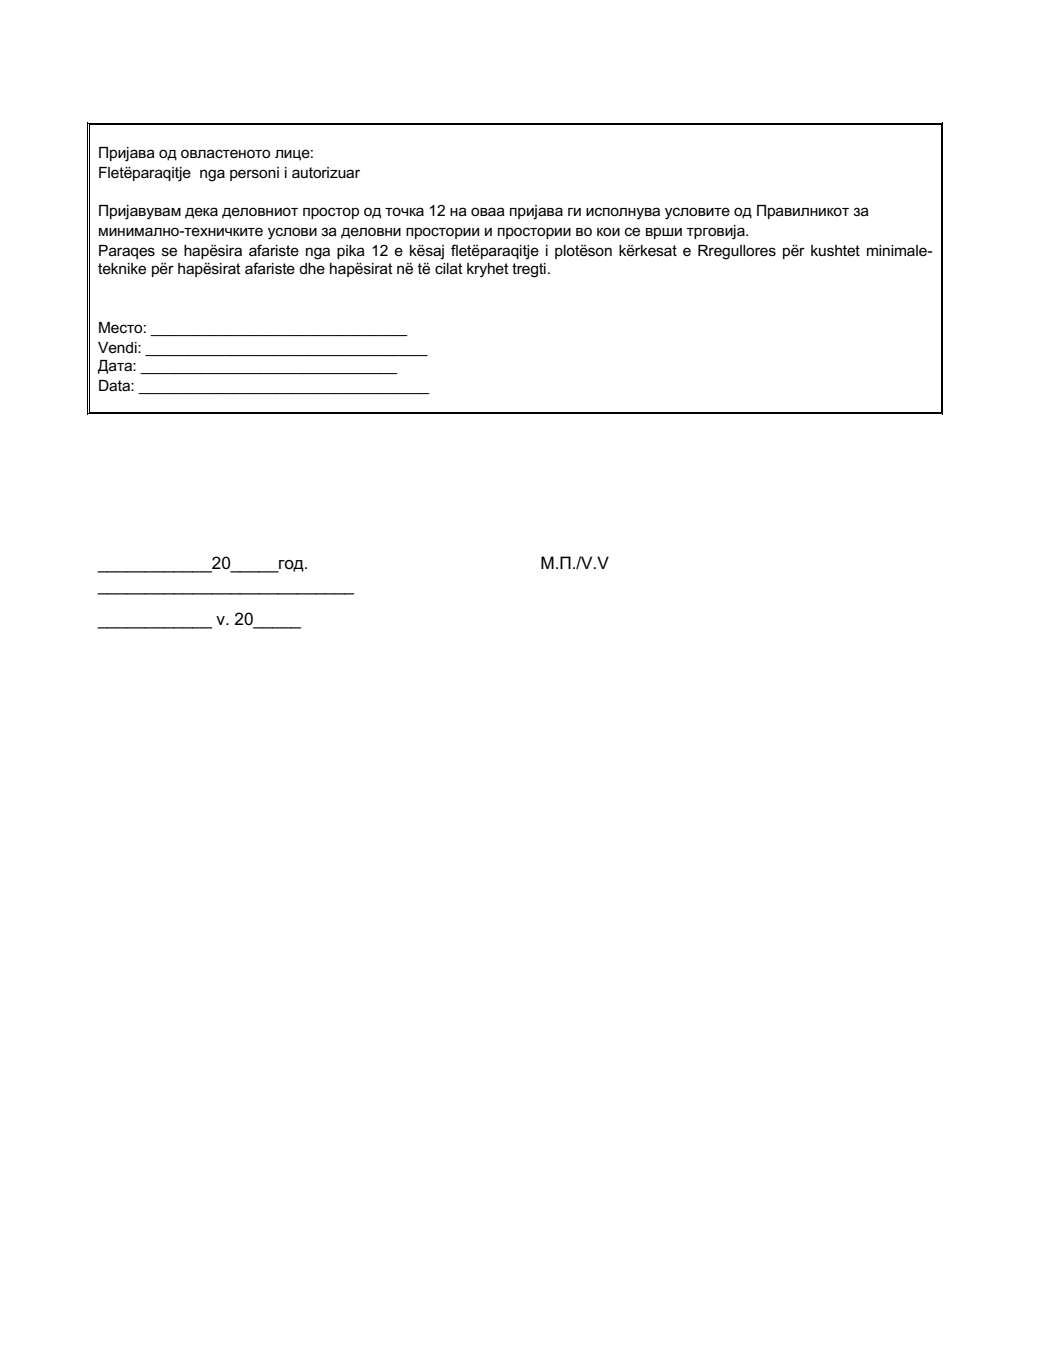 Пријава од овластеното лице:
Fletëparaqitje  nga personi i autorizuar
Пријавувам дека деловниот простор од точка 12 на оваа пријава ги исполнува условите од Правилникот за
минимално-техничките услови за деловни простории и простории во кои се врши трговија.
Paraqes se hapësira afariste nga pika 12 e kësaj fletëparaqitje i plotëson kërkesat e Rregullores për kushtet minimale-
teknike për hapësirat afariste dhe hapësirat në të cilat kryhet tregti.
Место: ______________________________
Vendi: _________________________________
Дата: ______________________________
Data: __________________________________
____________20_____год. М.П./V.V
___________________________
____________ v. 20_____